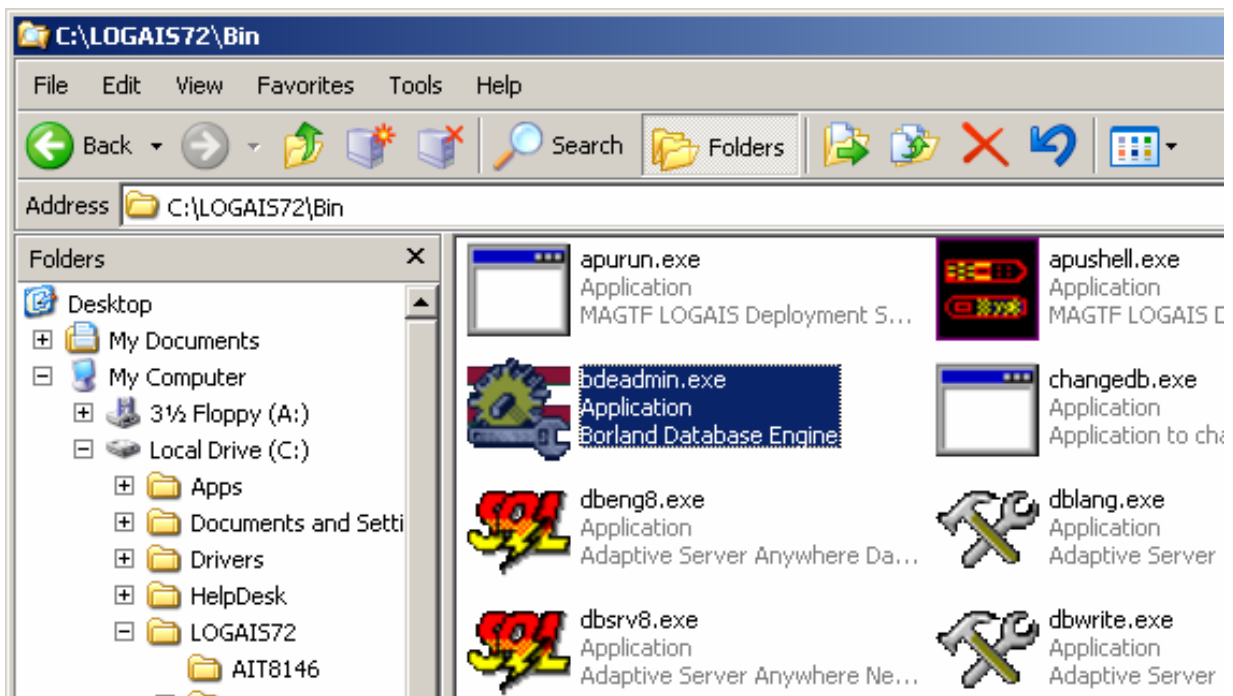 C:\LOGAIS72\Bin
File Edit View Favorites Tools Help
Back Search Folders
Address C:\LOGAIS72\Bin
Folders
Desktop
My Documents
My Computer
3½ Floppy (A:)
Local Drive (C:)
Apps
Documents and Setti
Drivers
HelpDesk
LOGAIS72
AIT8146
apurun.exe
Application
MAGTF LOGAIS Deployment S...
apushell.exe
Application
MAGTF LOGAIS D
bdeadmin.exe
Application
Borland Database Engine
changedb.exe
Application
Application to cha
dbeng8.exe
Application
Adaptive Server Anywhere Da...
dblang.exe
Application
Adaptive Server
dbsrv8.exe
Application
Adaptive Server Anywhere Ne...
dbwrite.exe
Application
Adaptive Server